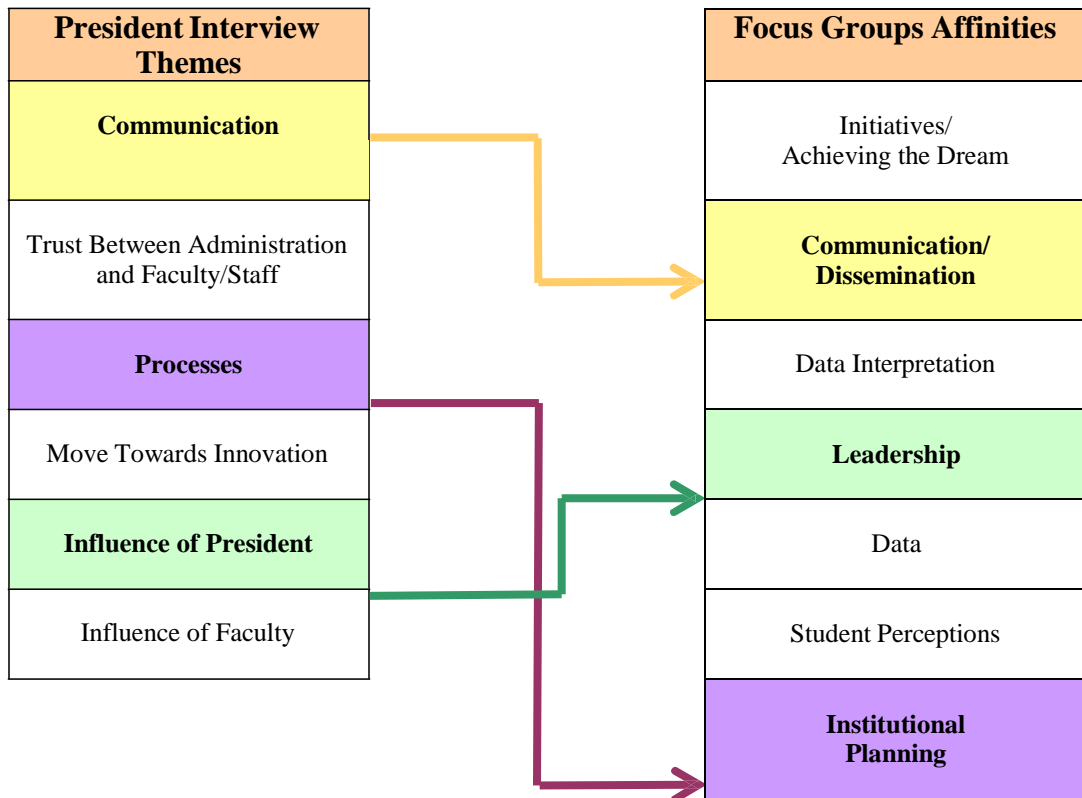 President Interview
Themes
Communication
Trust Between Administration
and Faculty/Staff
Processes
Move Towards Innovation
Influence of President
Influence of Faculty
Focus Groups Affinities
Initiatives/
Achieving the Dream
Communication/
Dissemination
Data Interpretation
Leadership
Data
Student Perceptions
Institutional
Planning